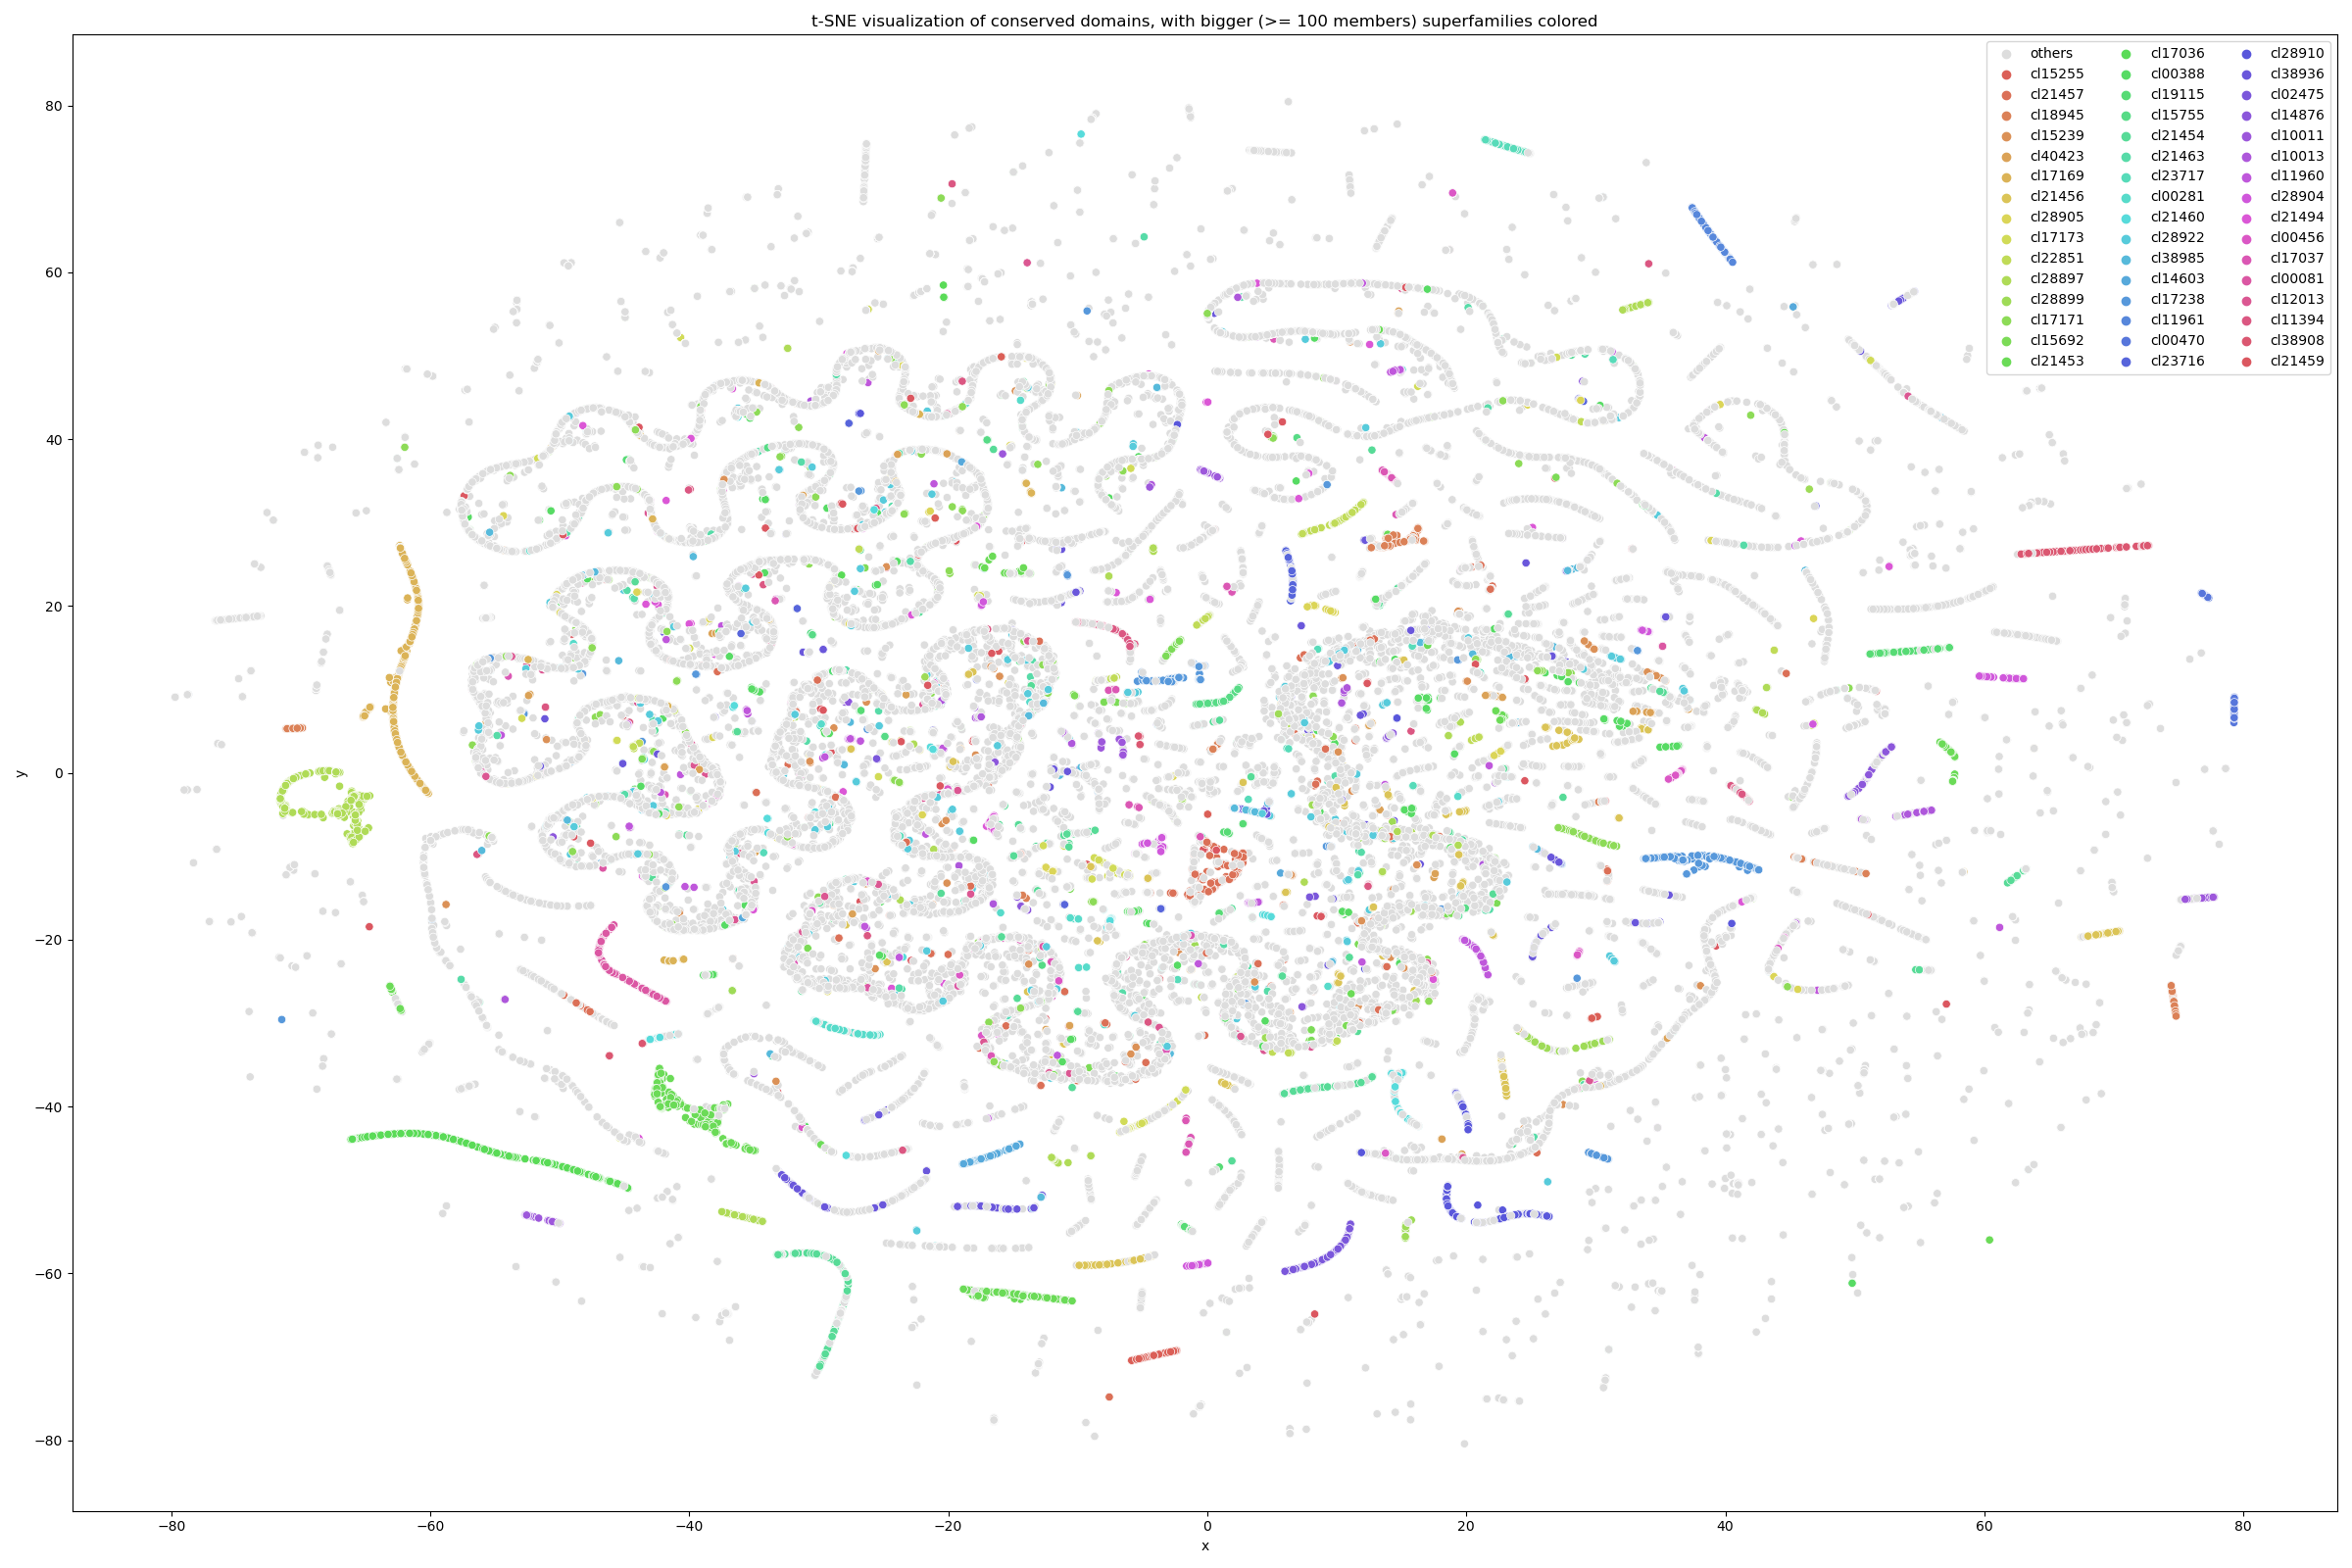 t-SNE visualization of conserved domains, with bigger (>= 100 members) superfamilies colored
y
80
60
40
20
0
−20
−40
−60
−80
−80
−60
−40
−20
0
20
40
60
80
x
others
cl15255
cl21457
cl18945
cl15239
cl40423
cl17169
cl21456
cl28905
cl17173
cl22851
cl28897
cl28899
cl17171
cl15692
cl21453
cl17036
cl00388
cl19115
cl15755
cl21454
cl21463
cl23717
cl00281
cl21460
cl28922
cl38985
cl14603
cl17238
cl11961
cl00470
cl23716
cl28910
cl38936
cl02475
cl14876
cl10011
cl10013
cl11960
cl28904
cl21494
cl00456
cl17037
cl00081
cl12013
cl11394
cl38908
cl21459